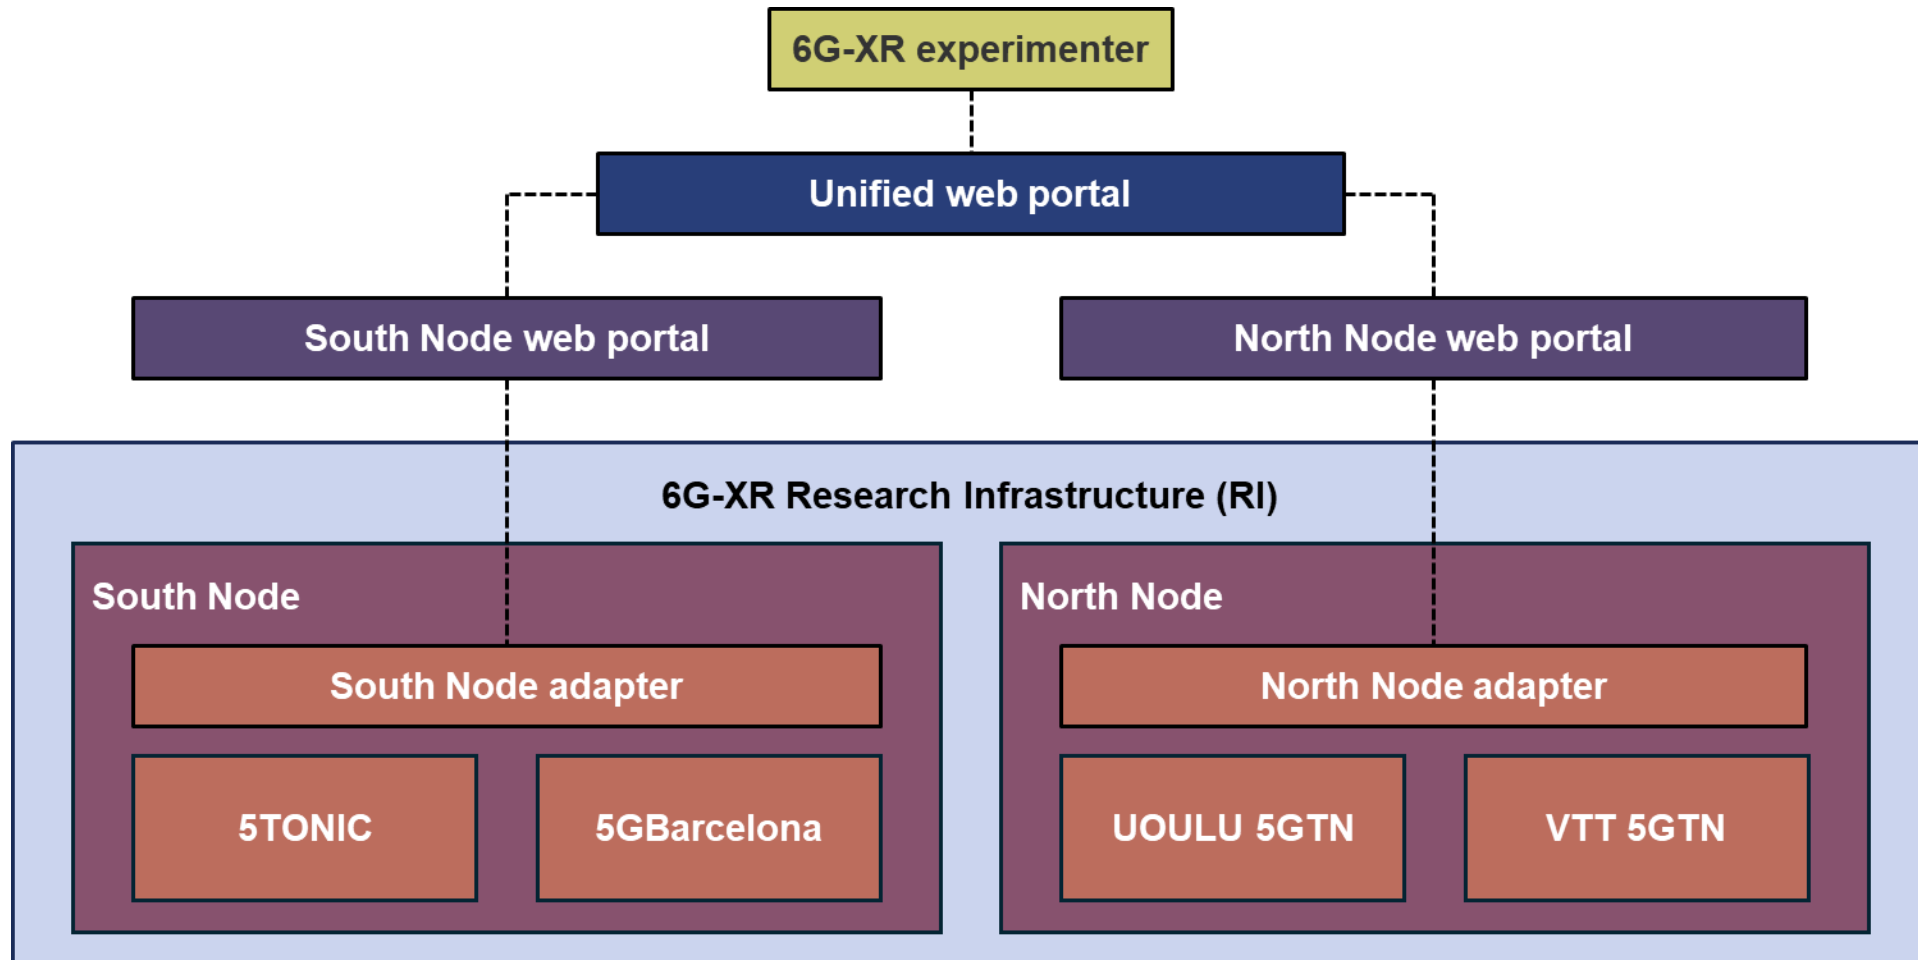 6G-XR experimenter
Unified web portal
South Node web portal
North Node web portal
6G-XR Research Infrastructure (RI)
South Node
North Node
South Node adapter
North Node adapter
5TONIC
5GBarcelona
UOULU 5GTN
VTT 5GTN